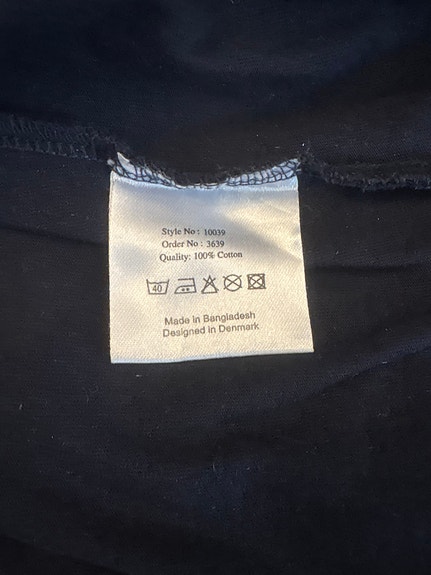 Style No : 10039
Order No : 3639
Quality: 100% Cotton
40
Made in Bangladesh
Designed in Denmark